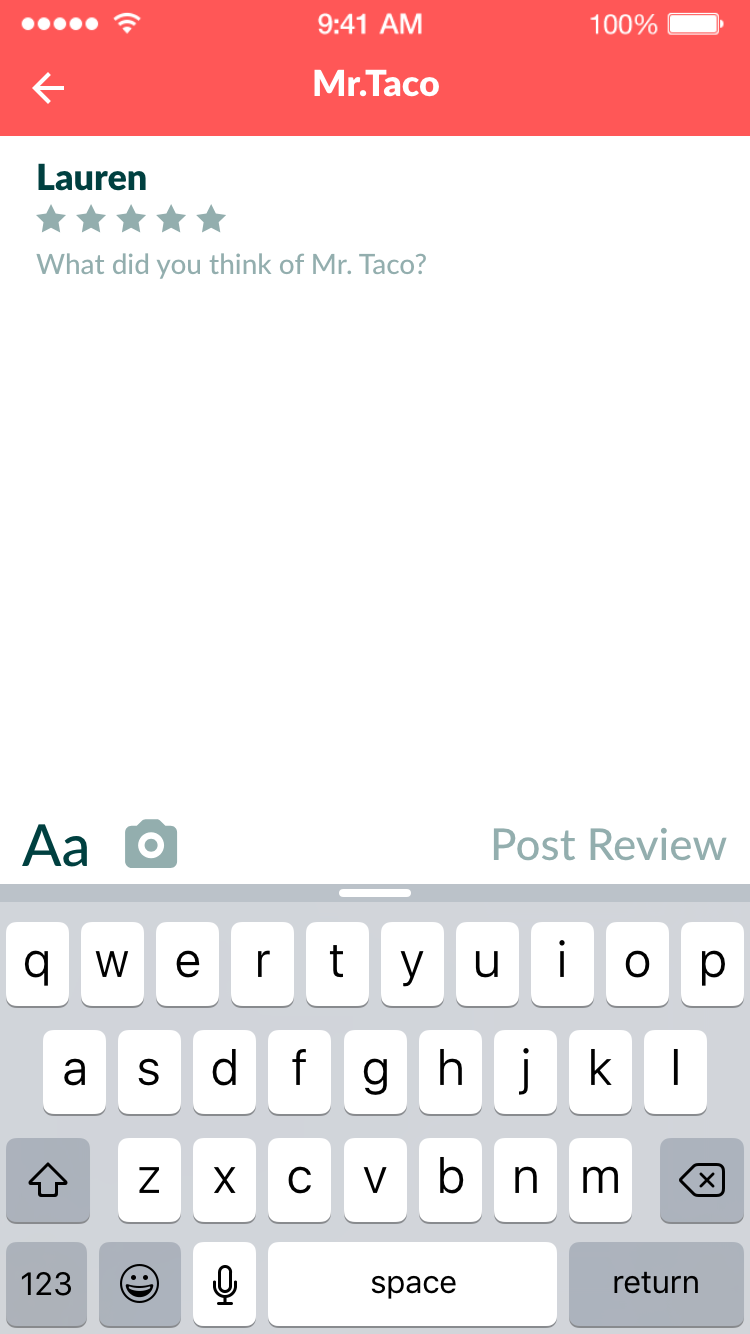 9:41 AM 100%
Mr.Taco
Lauren
What did you think of Mr. Taco?
Aa Post Review
q w e r t y u i o p
a s d f g h j k l
z x c v b n m
123 space return